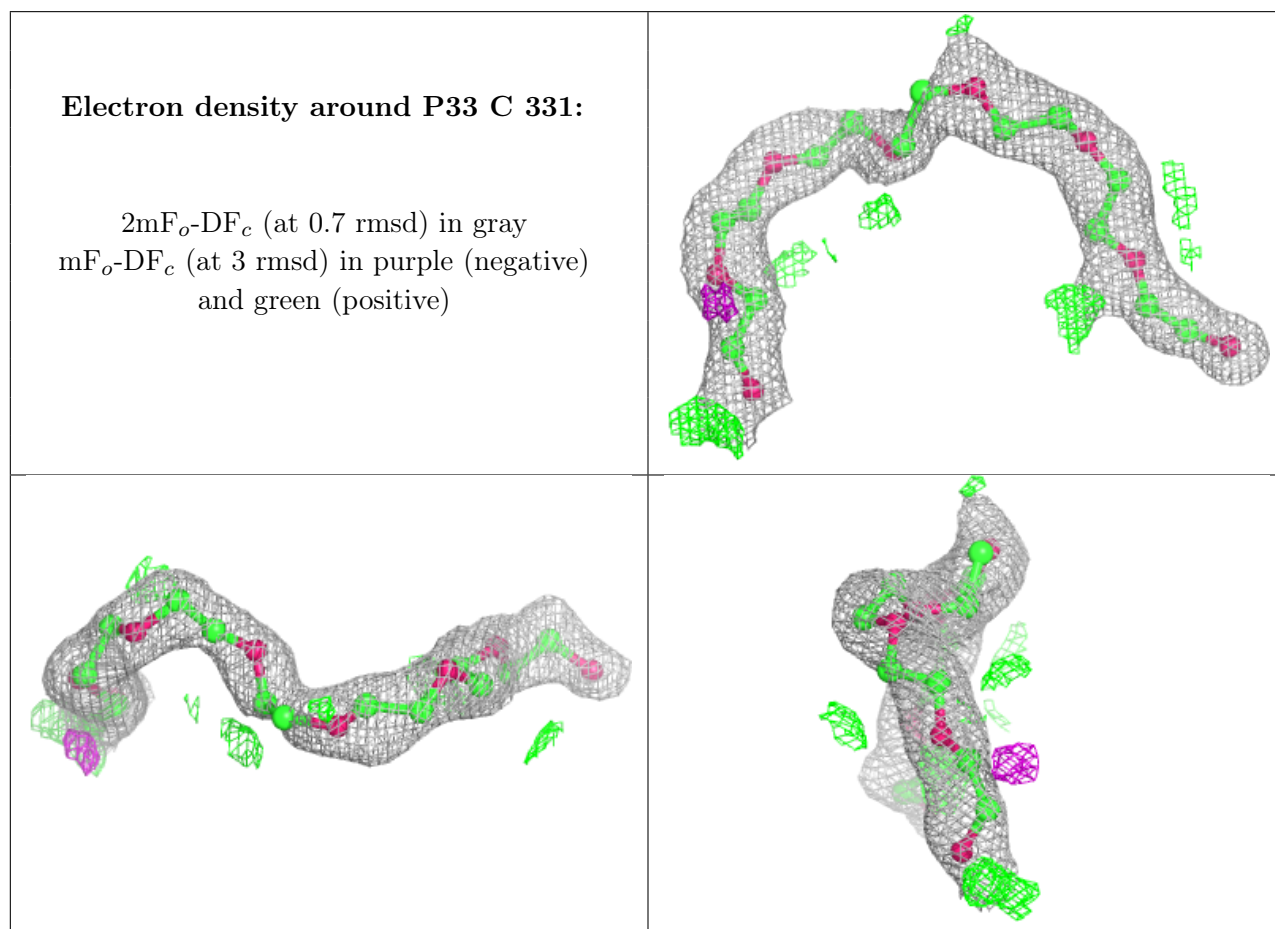 Electron density around P33 C 331:
2mFo-DFc (at 0.7 rmsd) in gray
mFo-DFc (at 3 rmsd) in purple (negative)
and green (positive)